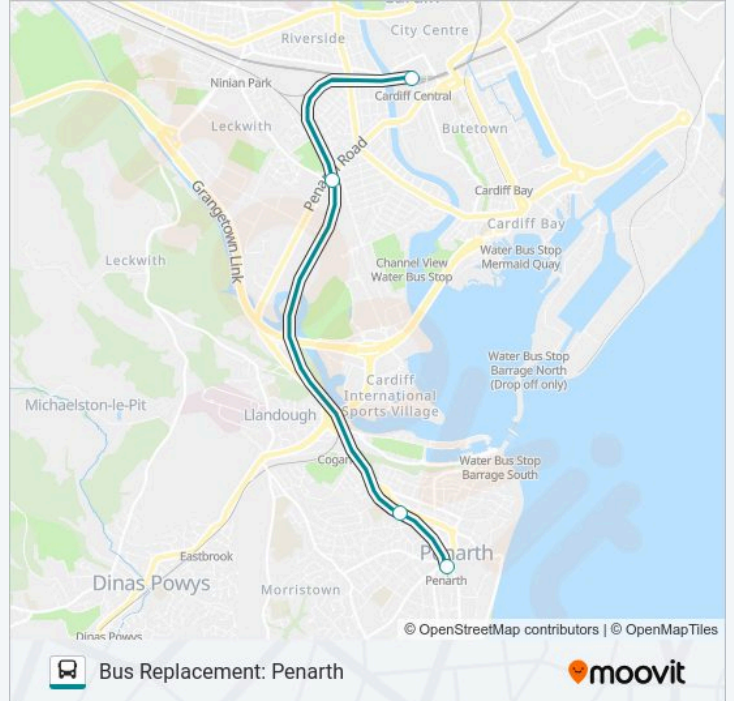 Cardiff
City Centre
Riverside
Ninian Park
Cardiff Central
Leckwith
Butetown
Penarth Road
Grangetown Link
Cardiff Bay
Cardiff Bay
Leckwith
Channel View
Water Bus Stop
Water Bus Stop
Mermaid Quay
Water Bus Stop
Barrage North
(Drop off only)
Cardiff
International
Sports Village
Michaelston-le-Pit
Llandough
Cogan
Water Bus Stop
Barrage South
Eastbrook
Penarth
Penarth
Dinas Powys
Morristown
Dinas Powys
© OpenStreetMap contributors | © OpenMapTiles
Bus Replacement: Penarth
moovit